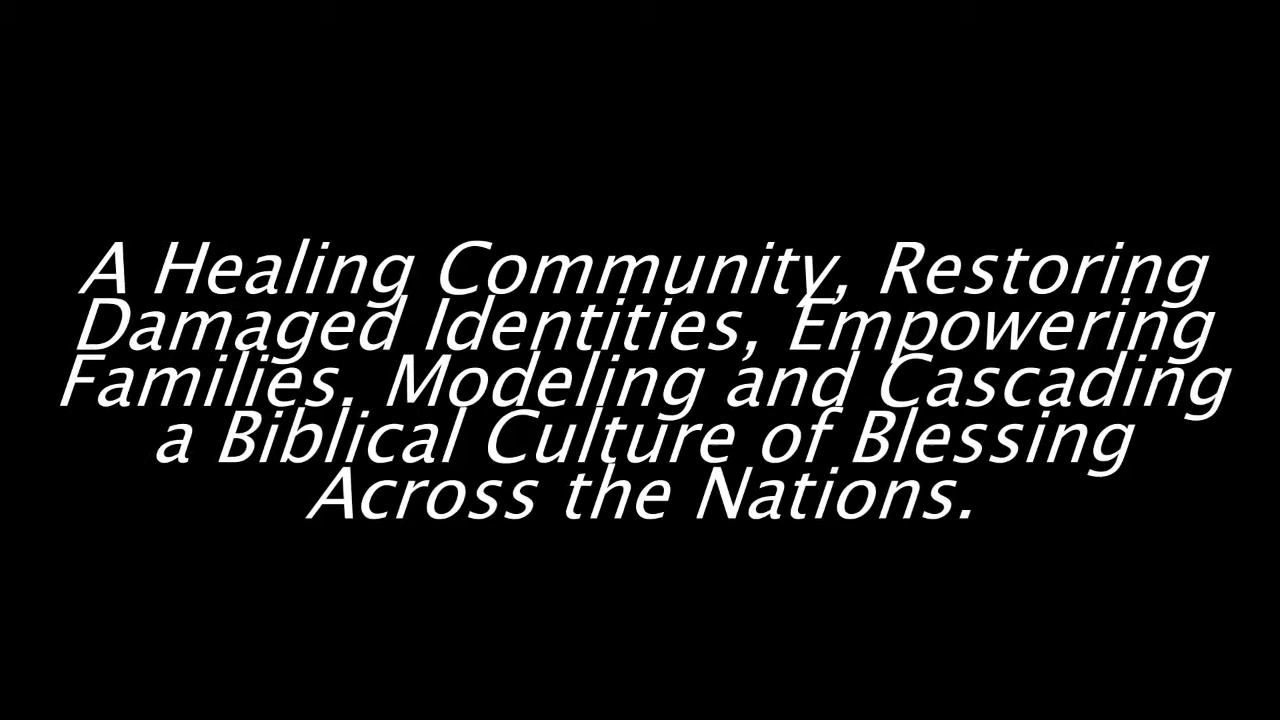 A Healing Community, Restoring
Damaged Identities, Empowering
Families, Modeling and Cascading
a Biblical Culture of Blessing
Across the Nations.